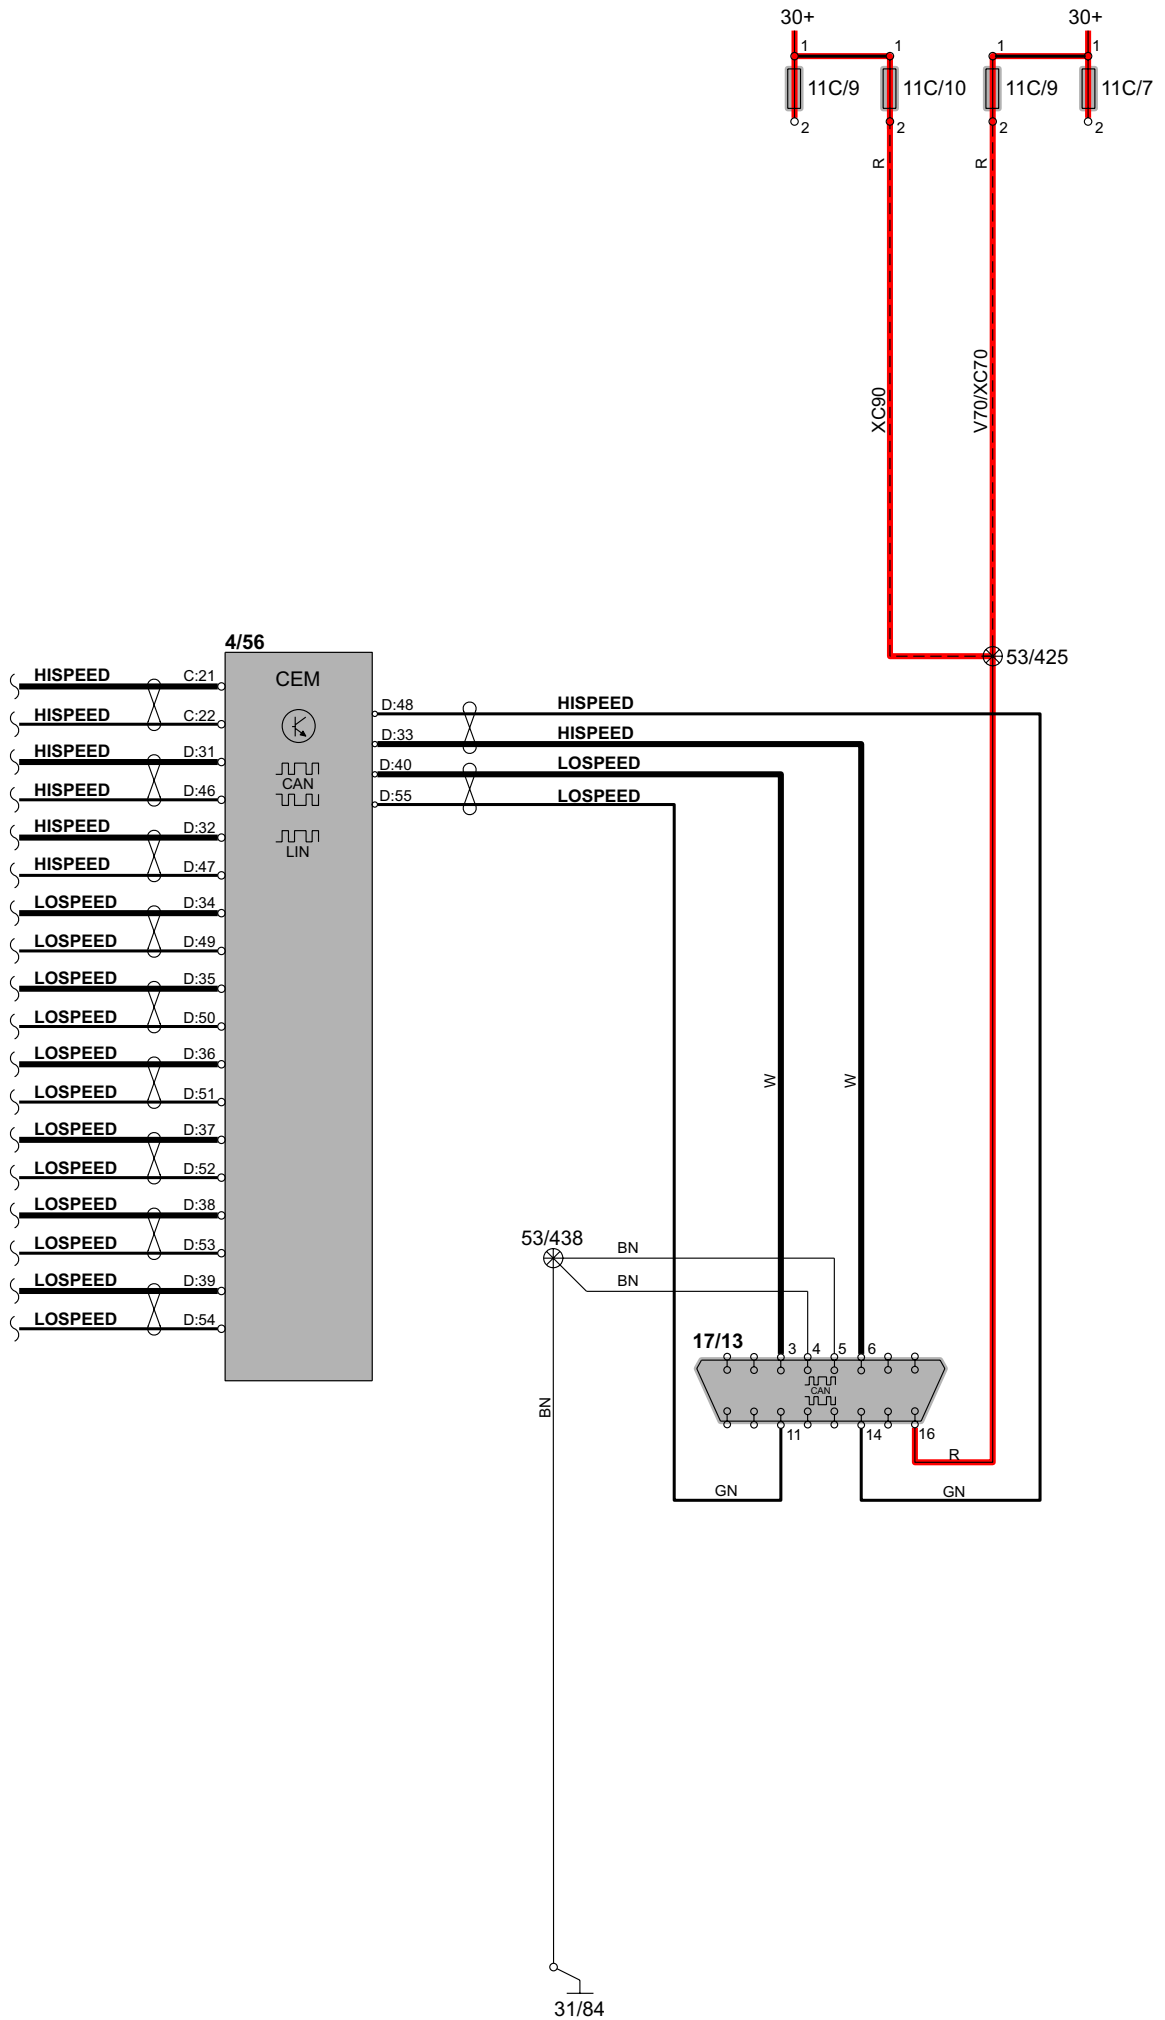 30+ 30+
1 1 1 1
11C/9 11C/10 11C/9 11C/7
2 2 2 2
R R
XC90 V70/XC70
53/425
4/56
CEM
CAN
LIN
HISPEED C:21
HISPEED C:22
HISPEED D:31
HISPEED D:46
HISPEED D:32
HISPEED D:47
LOSPEED D:34
LOSPEED D:49
LOSPEED D:35
LOSPEED D:50
LOSPEED D:36
LOSPEED D:51
LOSPEED D:37
LOSPEED D:52
LOSPEED D:38
LOSPEED D:53
LOSPEED D:39
LOSPEED D:54
D:48 HISPEED
D:33 HISPEED
D:40 LOSPEED
D:55 LOSPEED
W W
53/438
BN
BN
17/13
3 4 5 6
CAN
11 14 16
BN
R
GN GN
31/84